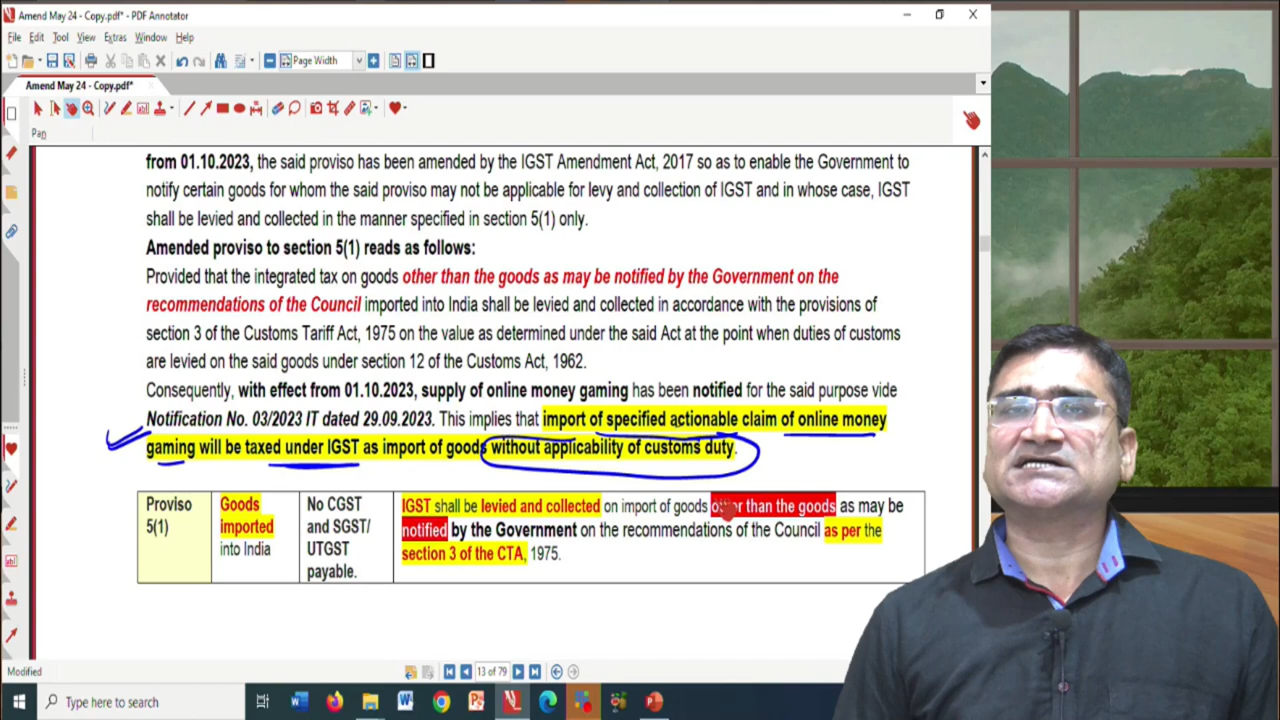 Amend May 24 - Copy.pdf* - PDF Annotator
File Edit Tool View Extras Window Help
Page Width
Amend May 24 - Copy.pdf*
Pan
from 01.10.2023, the said proviso has been amended by the IGST Amendment Act, 2017 so as to enable the Government to
notify certain goods for whom the said proviso may not be applicable for levy and collection of IGST and in whose case, IGST
shall be levied and collected in the manner specified in section 5(1) only.
Amended proviso to section 5(1) reads as follows:
Provided that the integrated tax on goods other than the goods as may be notified by the Government on the
recommendations of the Council imported into India shall be levied and collected in accordance with the provisions of
section 3 of the Customs Tariff Act, 1975 on the value as determined under the said Act at the point when duties of customs
are levied on the said goods under section 12 of the Customs Act, 1962.
Consequently, with effect from 01.10.2023, supply of online money gaming has been notified for the said purpose vide
Notification No. 03/2023 IT dated 29.09.2023. This implies that import of specified actionable claim of online money
gaming will be taxed under IGST as import of goods without applicability of customs duty.
Proviso
5(1)
Goods
imported
into India
No CGST
and SGST/
UTGST
payable.
IGST shall be levied and collected on import of goods other than the goods as may be
notified by the Government on the recommendations of the Council as per the
section 3 of the CTA, 1975.
Modified
13 of 79
Type here to search